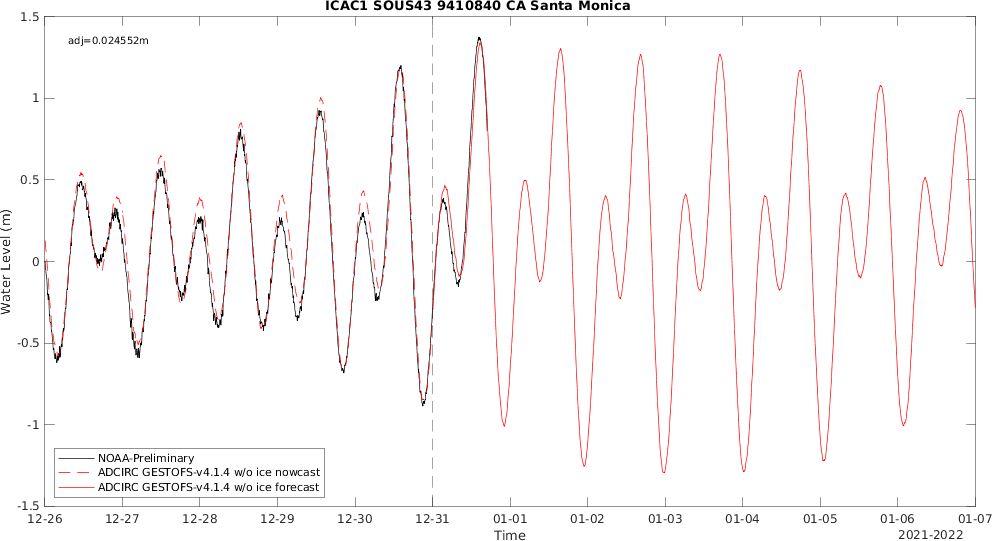 ICAC1 SOUS43 9410840 CA Santa Monica
adj=0.024552m
1.5
1
0.5
0
-0.5
-1
-1.5
Water Level (m)
NOAA-Preliminary
ADCIRC GESTOFS-v4.1.4 w/o ice nowcast
ADCIRC GESTOFS-v4.1.4 w/o ice forecast
12-26 12-27 12-28 12-29 12-30 12-31 01-01 01-02 01-03 01-04 01-05 01-06 01-07
Time
2021-2022